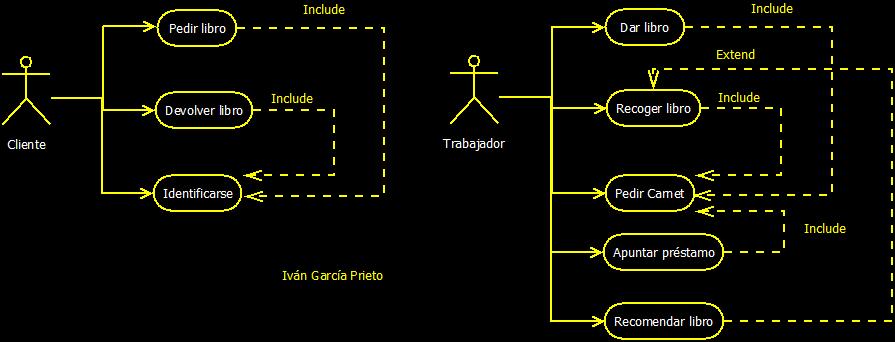 Include
Pedir libro
Include
Devolver libro
Cliente
Identificarse
Iván García Prieto
Include
Dar libro
Extend
Include
Recoger libro
Trabajador
Pedir Carnet
Include
Apuntar préstamo
Recomendar libro